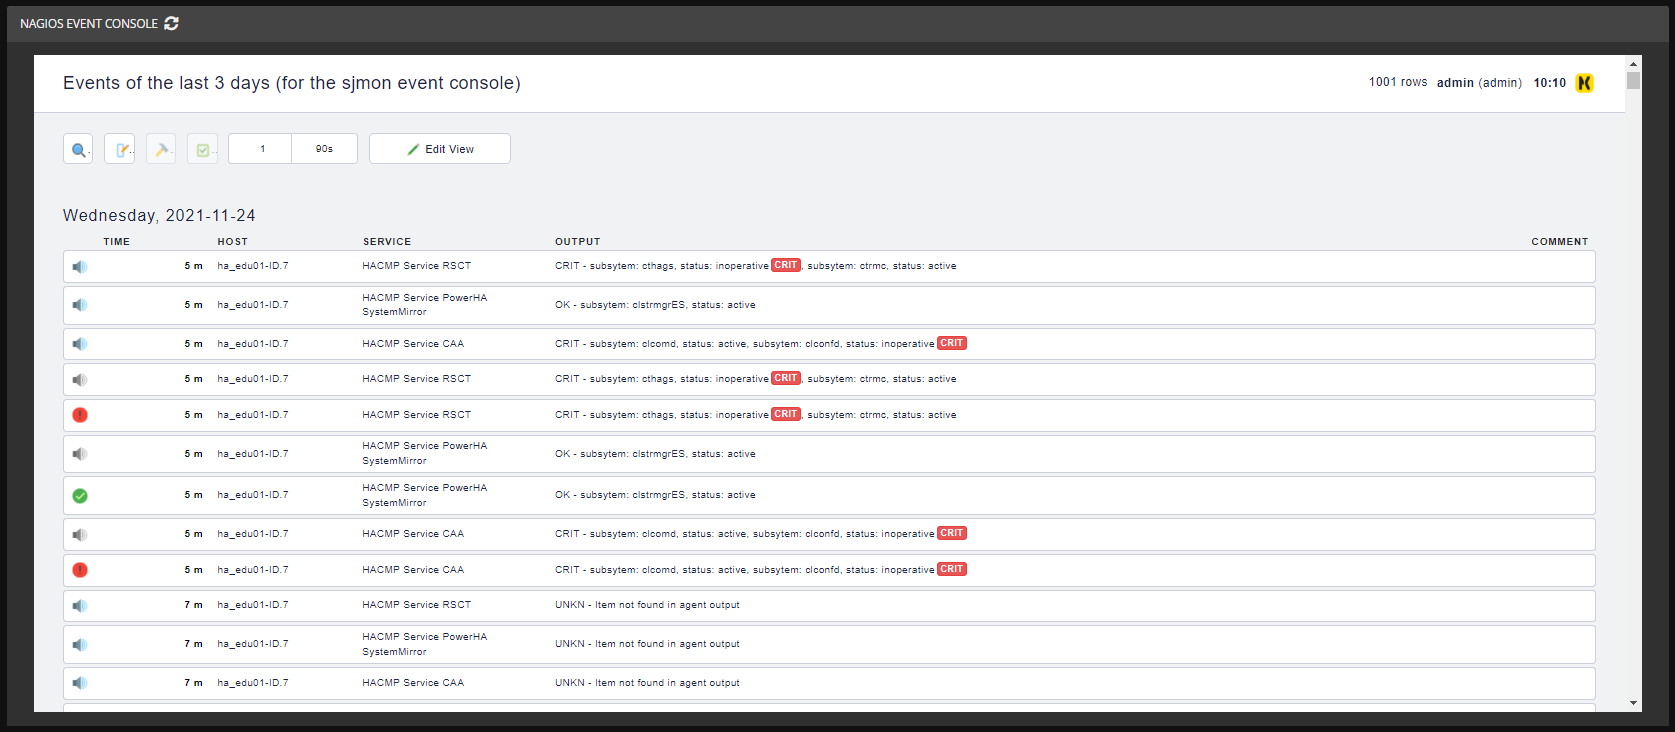 NAGIOS EVENT CONSOLE
Events of the last 3 days (for the sjmon event console)
1001 rows admin (admin) 10:10
1 90s Edit View
Wednesday, 2021-11-24
TIME HOST SERVICE OUTPUT COMMENT
5 m ha_edu01-ID.7 HACMP Service RSCT CRIT - subsytem: cthags, status: inoperative CRIT, subsytem: ctrmc, status: active
5 m ha_edu01-ID.7 HACMP Service PowerHA SystemMirror OK - subsytem: clstrmgrES, status: active
5 m ha_edu01-ID.7 HACMP Service CAA CRIT - subsytem: clcomd, status: active, subsytem: clconfd, status: inoperative CRIT
5 m ha_edu01-ID.7 HACMP Service RSCT CRIT - subsytem: cthags, status: inoperative CRIT, subsytem: ctrmc, status: active
5 m ha_edu01-ID.7 HACMP Service RSCT CRIT - subsytem: cthags, status: inoperative CRIT, subsytem: ctrmc, status: active
5 m ha_edu01-ID.7 HACMP Service PowerHA SystemMirror OK - subsytem: clstrmgrES, status: active
5 m ha_edu01-ID.7 HACMP Service PowerHA SystemMirror OK - subsytem: clstrmgrES, status: active
5 m ha_edu01-ID.7 HACMP Service CAA CRIT - subsytem: clcomd, status: active, subsytem: clconfd, status: inoperative CRIT
5 m ha_edu01-ID.7 HACMP Service CAA CRIT - subsytem: clcomd, status: active, subsytem: clconfd, status: inoperative CRIT
7 m ha_edu01-ID.7 HACMP Service RSCT UNKN - Item not found in agent output
7 m ha_edu01-ID.7 HACMP Service PowerHA SystemMirror UNKN - Item not found in agent output
7 m ha_edu01-ID.7 HACMP Service CAA UNKN - Item not found in agent output